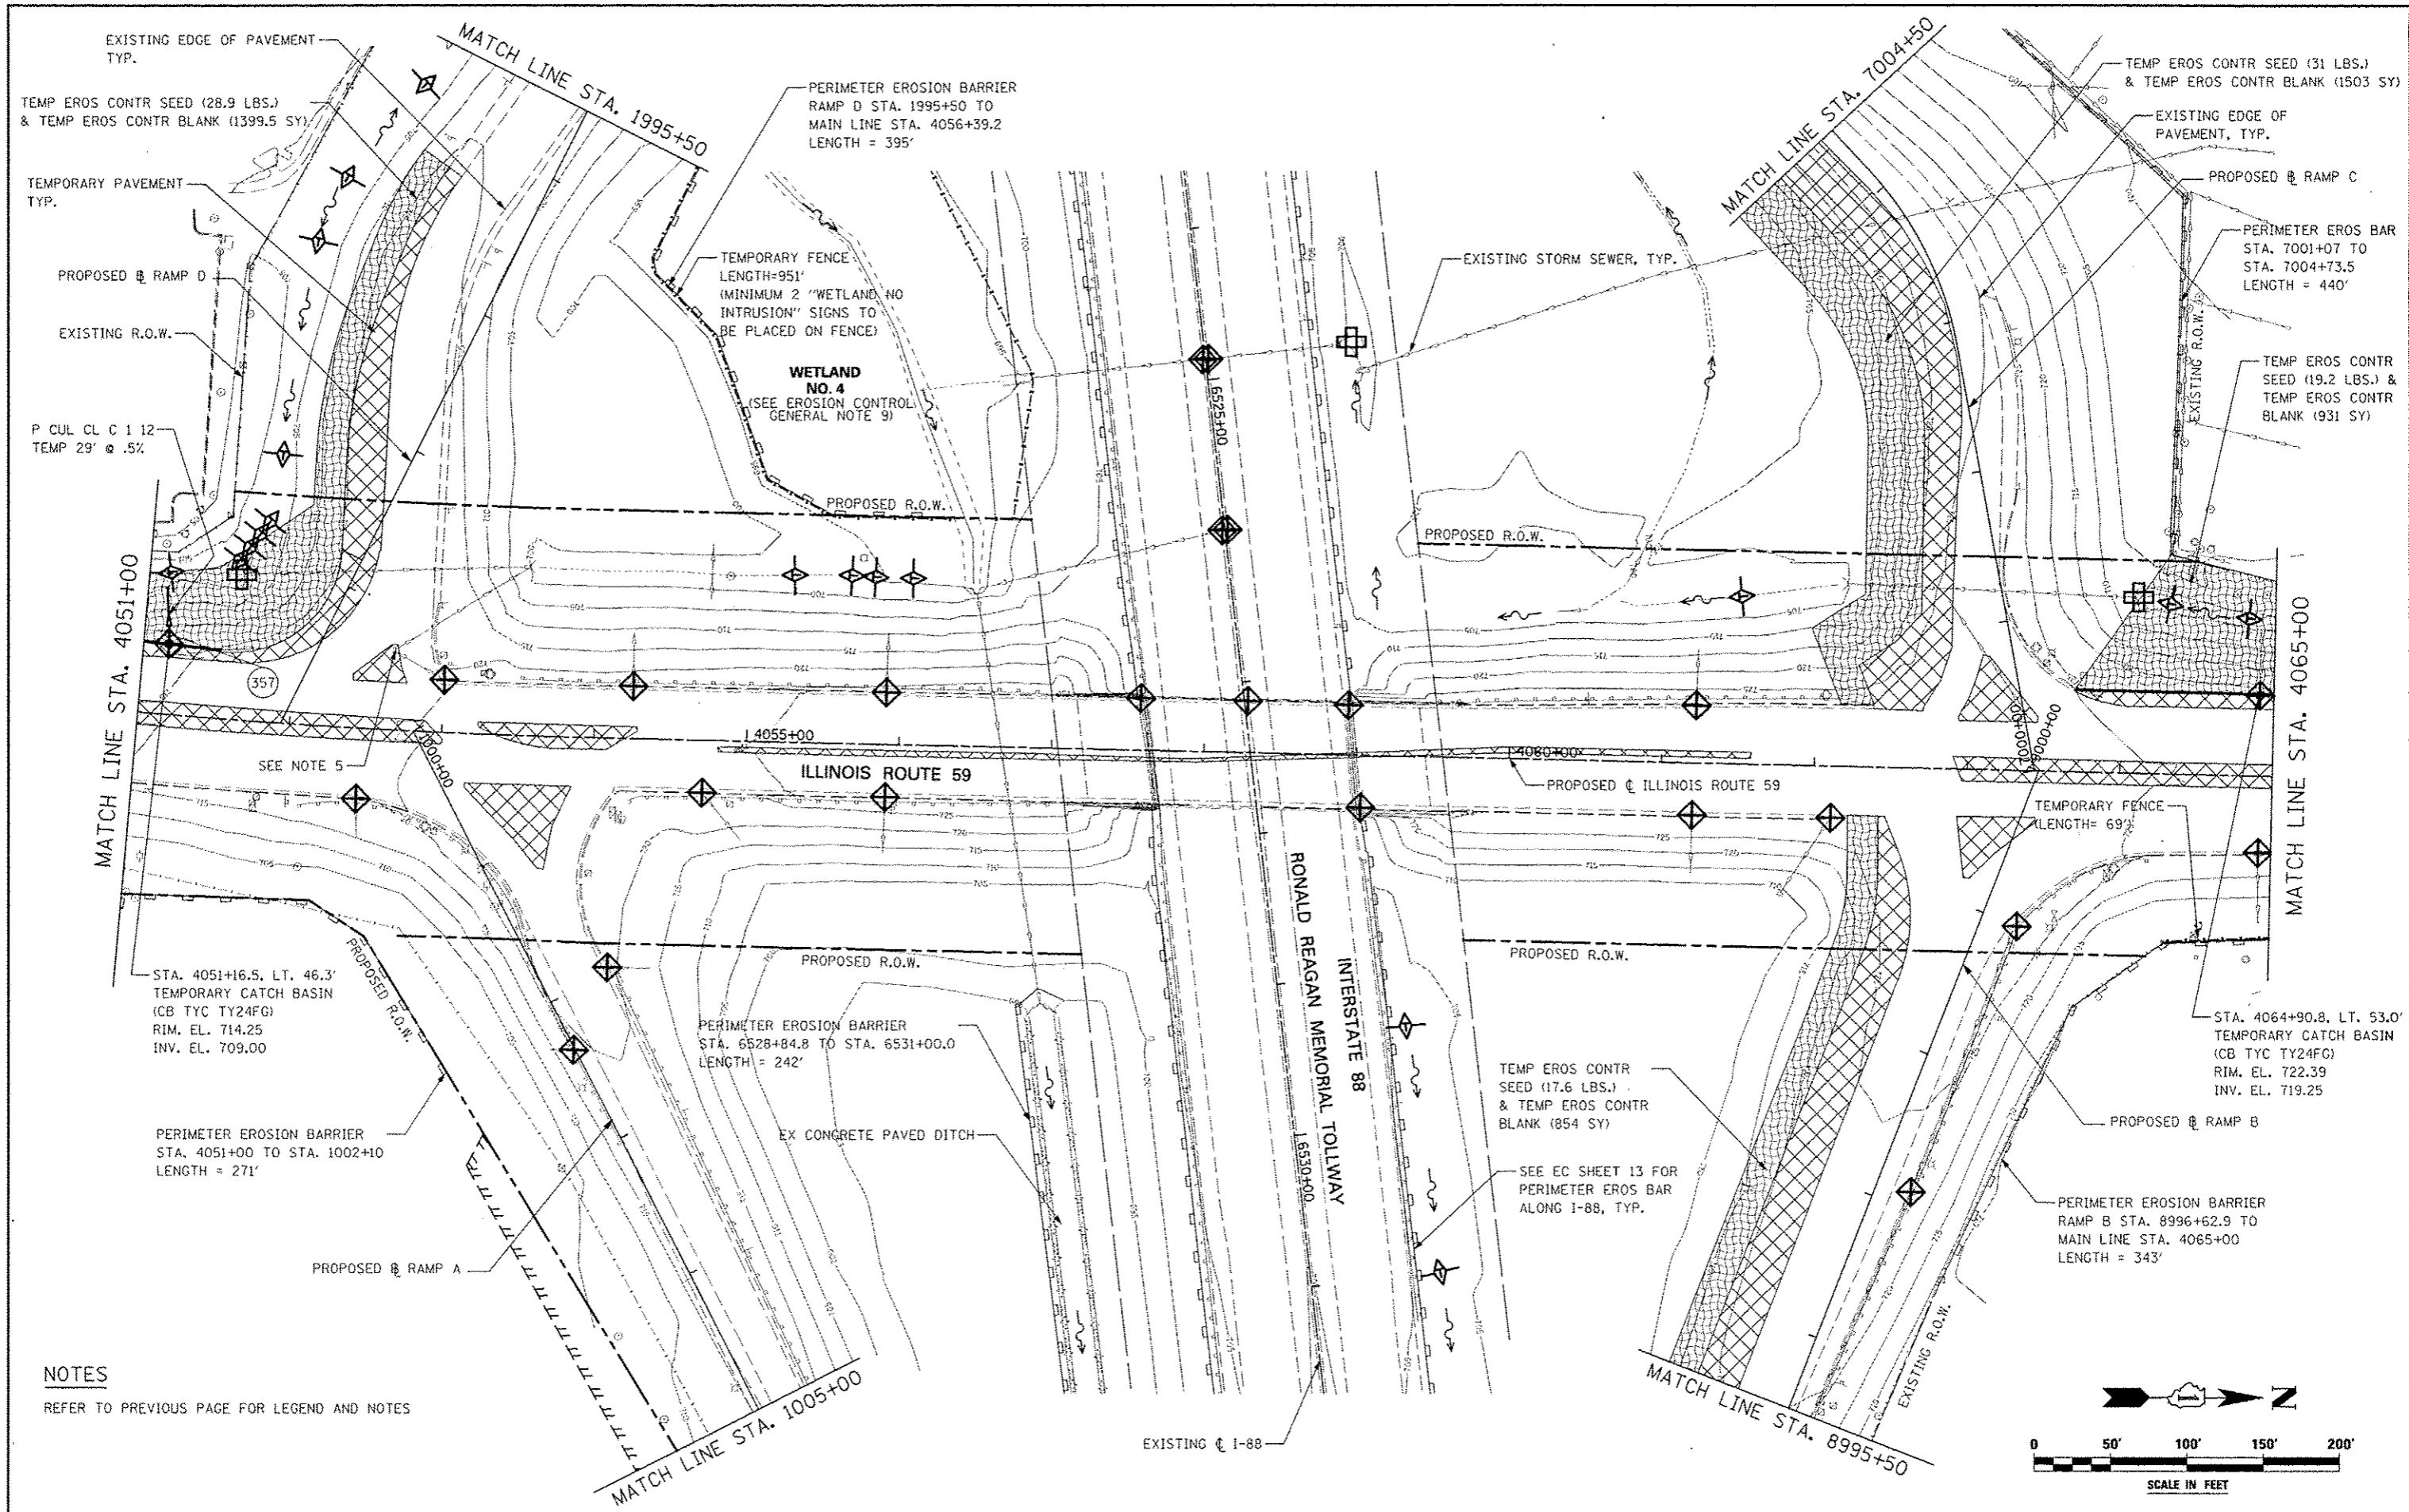 EXISTING EDGE OF PAVEMENT
TYP.
TEMP EROS CONTR SEED (28.9 LBS.)
& TEMP EROS CONTR BLANK (1399.5 SY)
TEMPORARY PAVEMENT
TYP.
PROPOSED ℄ RAMP D
EXISTING R.O.W.
P CUL CL C 1 12
TEMP 29' @ .5%
MATCH LINE STA. 1995+50
PERIMETER EROSION BARRIER
RAMP D STA. 1995+50 TO
MAIN LINE STA. 4056+39.2
LENGTH = 395'
TEMPORARY FENCE
LENGTH=951'
(MINIMUM 2 "WETLAND NO
INTRUSION" SIGNS TO
BE PLACED ON FENCE)
WETLAND
NO. 4
(SEE EROSION CONTROL
GENERAL NOTE 9)
PROPOSED R.O.W.
6525+00
EXISTING STORM SEWER, TYP.
MATCH LINE STA. 7004+50
TEMP EROS CONTR SEED (31 LBS.)
& TEMP EROS CONTR BLANK (1503 SY)
EXISTING EDGE OF
PAVEMENT, TYP.
PROPOSED ℄ RAMP C
PERIMETER EROS BAR
STA. 7001+07 TO
STA. 7004+73.5
LENGTH = 440'
EXISTING R.O.W.
TEMP EROS CONTR
SEED (19.2 LBS.) &
TEMP EROS CONTR
BLANK (931 SY)
PROPOSED R.O.W.
MATCH LINE STA. 4051+00
MATCH LINE STA. 4065+00
357
SEE NOTE 5
1000+00
4055+00
ILLINOIS ROUTE 59
4060+00
PROPOSED ℄ ILLINOIS ROUTE 59
9000+00
TEMPORARY FENCE
(LENGTH= 69')
STA. 4051+16.5, LT. 46.3'
TEMPORARY CATCH BASIN
(CB TYC TY24FG)
RIM. EL. 714.25
INV. EL. 709.00
PROPOSED R.O.W.
PROPOSED R.O.W.
PERIMETER EROSION BARRIER
STA. 6528+84.8 TO STA. 6531+00.0
LENGTH = 242'
EX CONCRETE PAVED DITCH
RONALD REAGAN MEMORIAL TOLLWAY
INTERSTATE 88
6530+00
PROPOSED R.O.W.
TEMP EROS CONTR
SEED (17.6 LBS.)
& TEMP EROS CONTR
BLANK (854 SY)
SEE EC SHEET 13 FOR
PERIMETER EROS BAR
ALONG I-88, TYP.
STA. 4064+90.8, LT. 53.0'
TEMPORARY CATCH BASIN
(CB TYC TY24FG)
RIM. EL. 722.39
INV. EL. 719.25
PROPOSED ℄ RAMP B
PERIMETER EROSION BARRIER
RAMP B STA. 8996+62.9 TO
MAIN LINE STA. 4065+00
LENGTH = 343'
PERIMETER EROSION BARRIER
STA. 4051+00 TO STA. 1002+10
LENGTH = 271'
PROPOSED ℄ RAMP A
MATCH LINE STA. 1005+00
EXISTING ℄ I-88
MATCH LINE STA. 8995+50
EXISTING R.O.W.
NOTES
REFER TO PREVIOUS PAGE FOR LEGEND AND NOTES
N
0 50' 100' 150' 200'
SCALE IN FEET